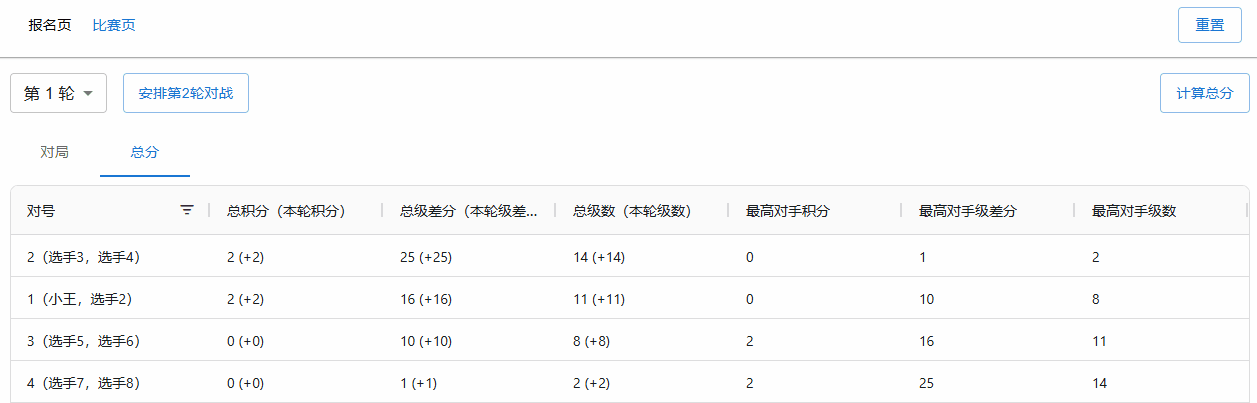 报名页 比赛页 重置
第 1 轮 安排第2轮对战 计算总分
对局 总分
对号 总积分（本轮积分） 总级差分（本轮级差... 总级数（本轮级数） 最高对手积分 最高对手级差分 最高对手级数
2（选手3，选手4） 2 (+2) 25 (+25) 14 (+14) 0 1 2
1（小王，选手2） 2 (+2) 16 (+16) 11 (+11) 0 10 8
3（选手5，选手6） 0 (+0) 10 (+10) 8 (+8) 2 16 11
4（选手7，选手8） 0 (+0) 1 (+1) 2 (+2) 2 25 14